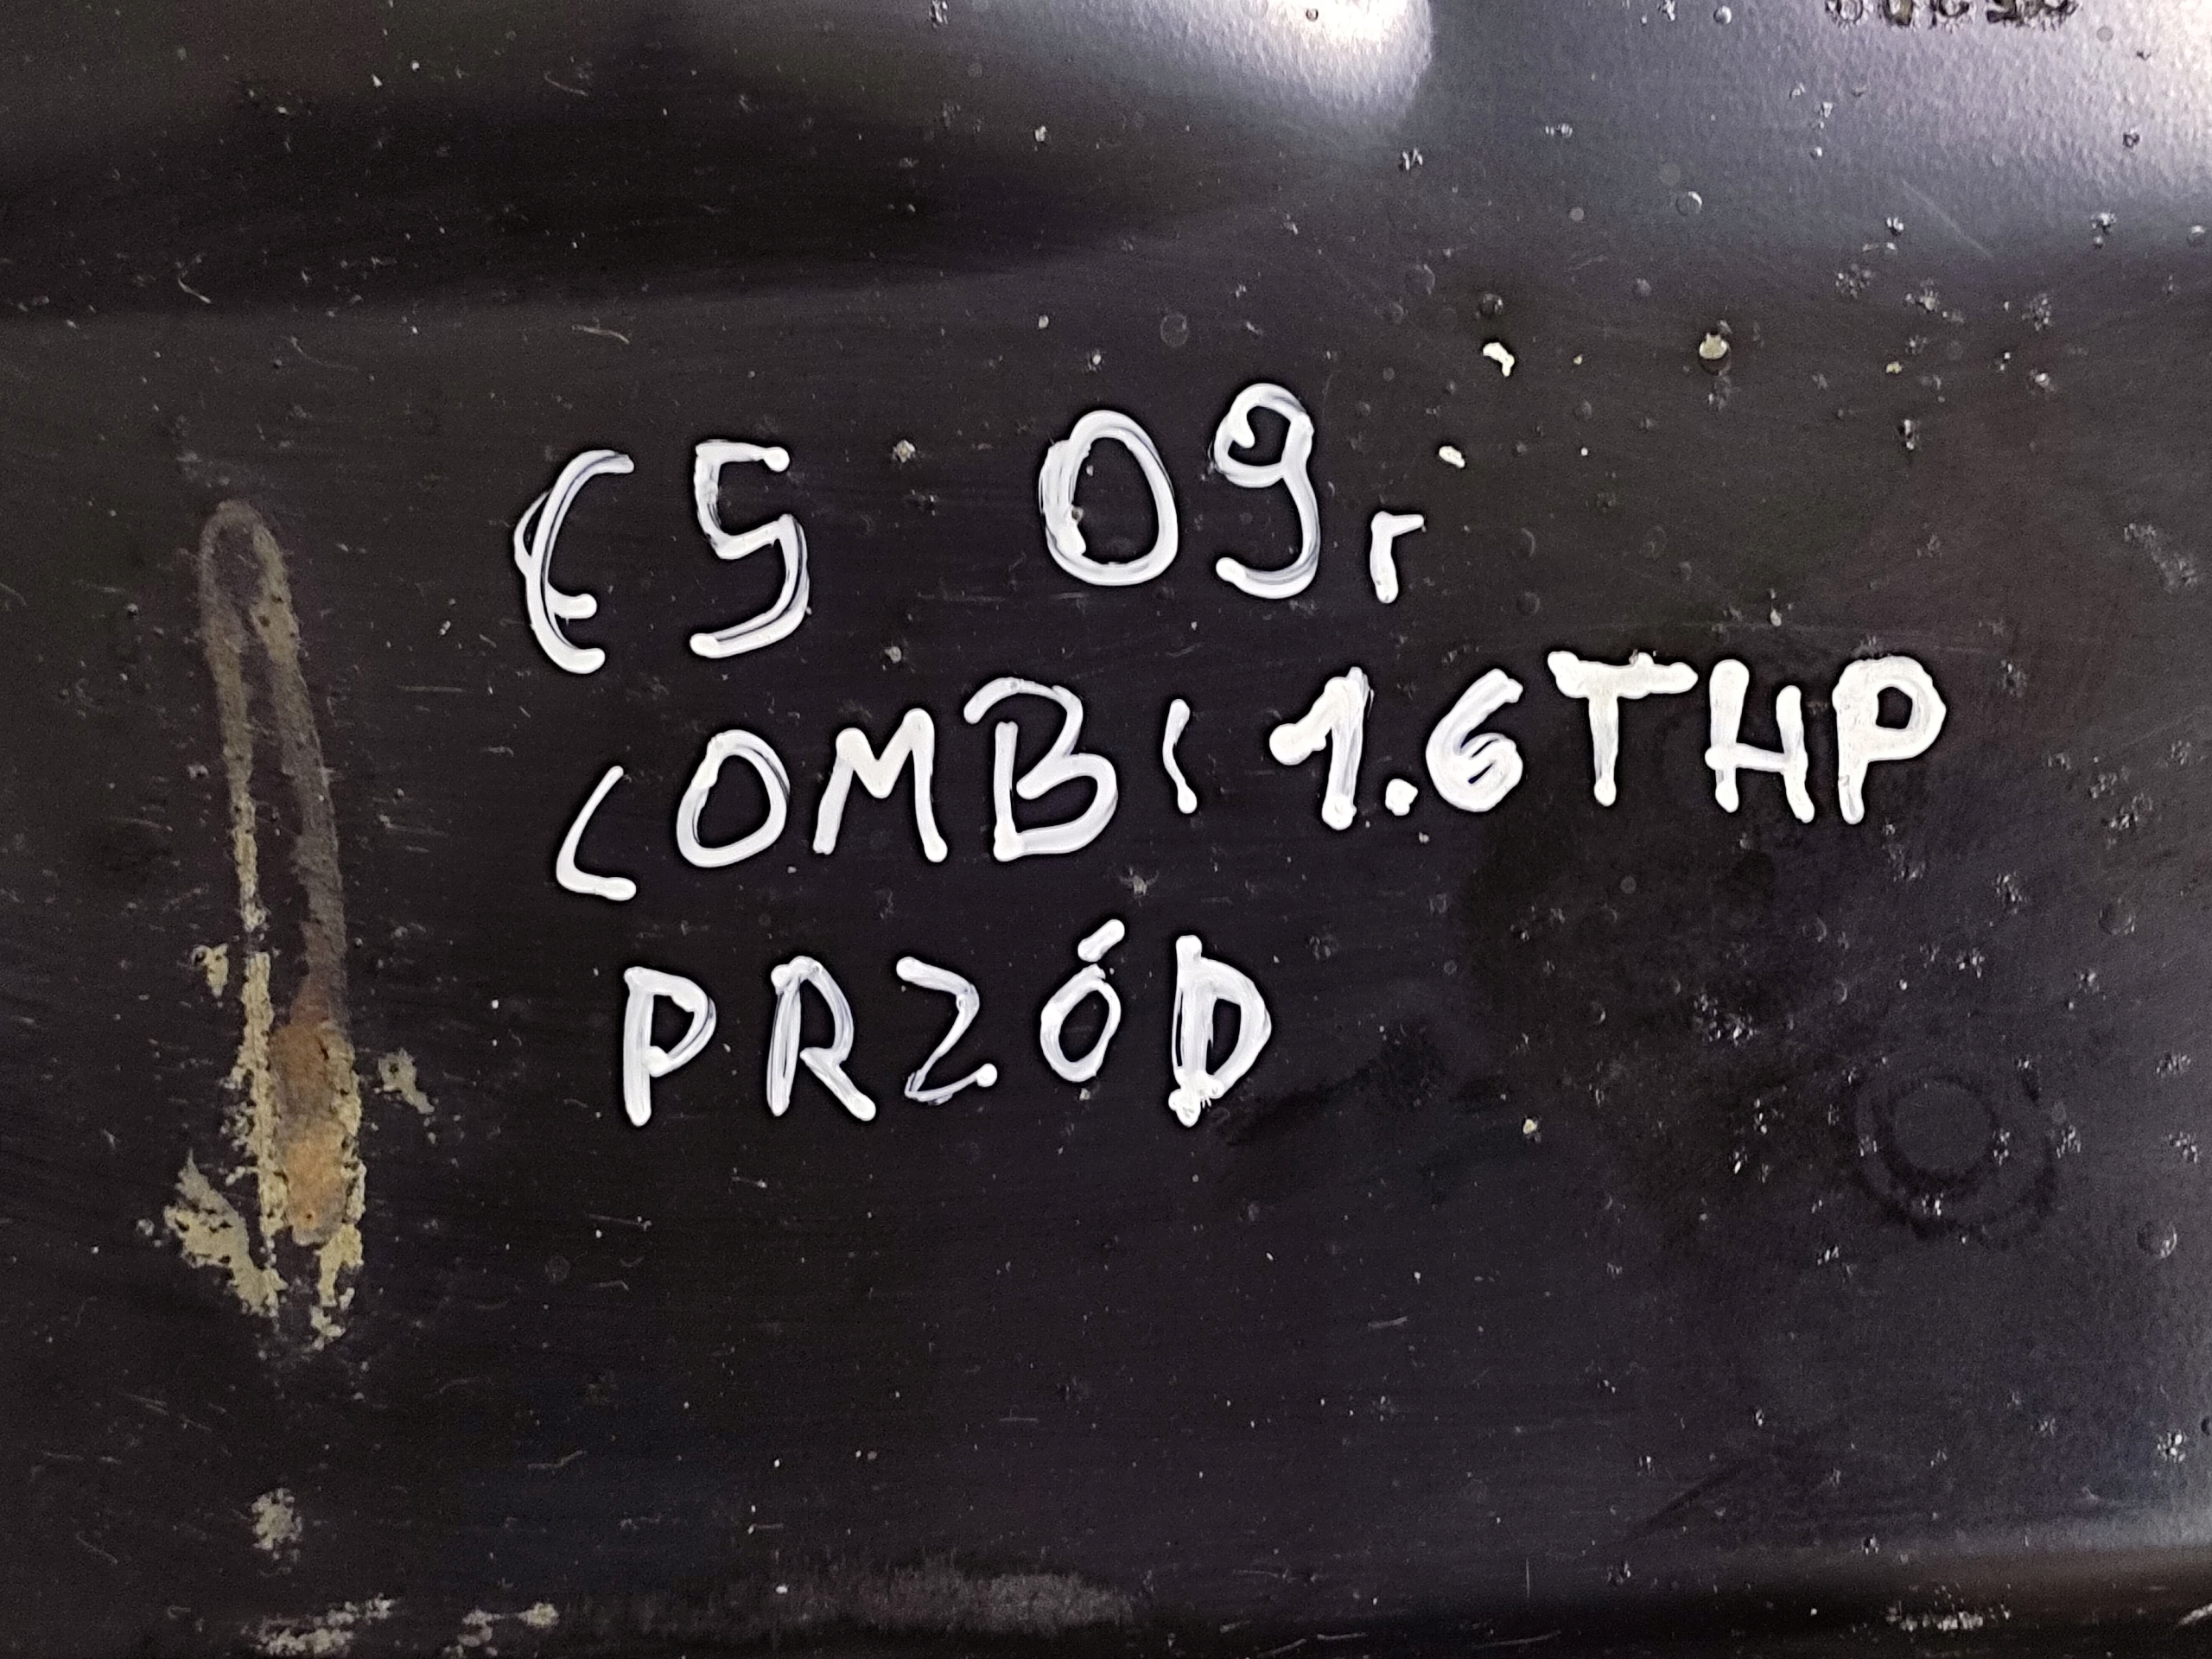 C5 09r
COMBI 1.6THP
PRZÓD